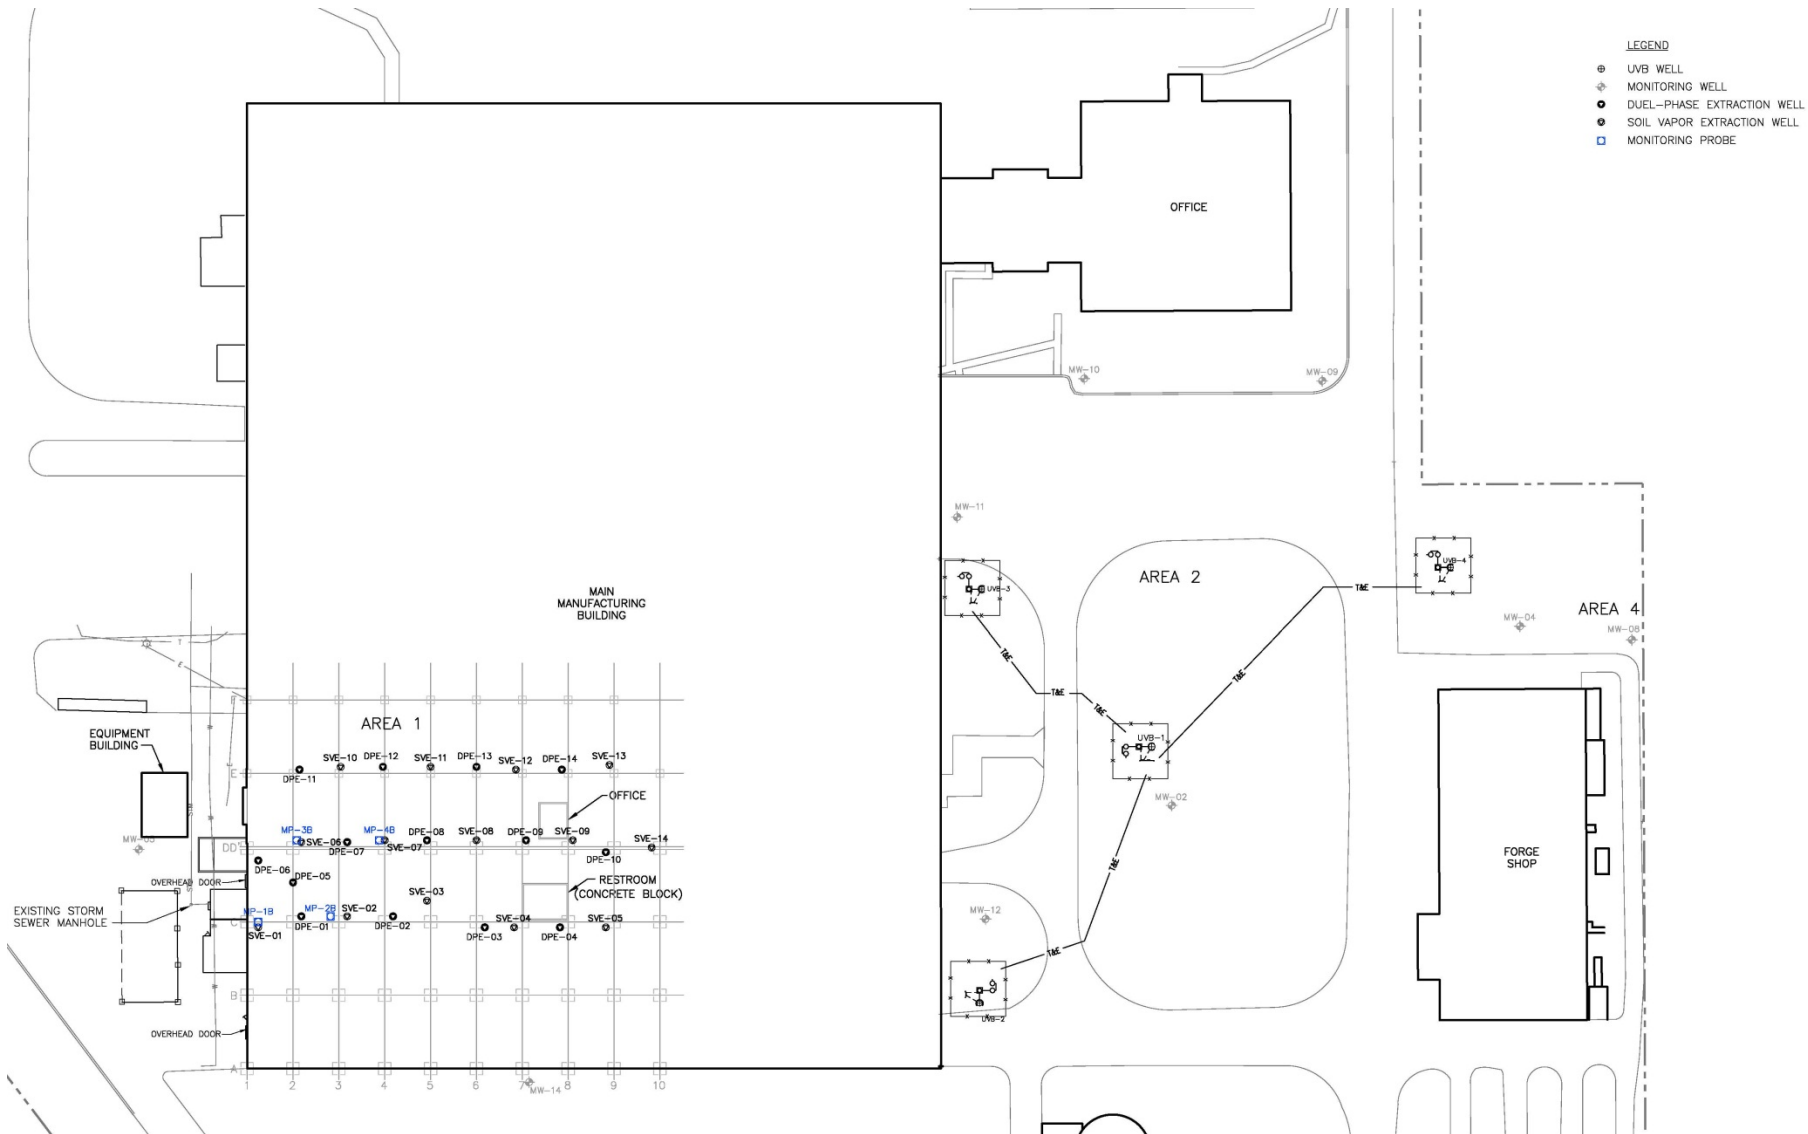 LEGEND
UVB WELL
MONITORING WELL
DUEL-PHASE EXTRACTION WELL
SOIL VAPOR EXTRACTION WELL
MONITORING PROBE
OFFICE
MW-10
MW-09
MW-11
UVB-3
AREA 2
UVB-4
T&E
AREA 4
MW-04
MW-08
MAIN
MANUFACTURING
BUILDING
T&E
T&E
T&E
T&E
UVB-1
MW-02
T&E
T&E
MW-12
UVB-2
FORGE
SHOP
T
E
F
AREA 1
EQUIPMENT
BUILDING
SVE-10
DPE-12
SVE-11
DPE-13
SVE-12
DPE-14
SVE-13
E
DPE-11
OFFICE
MP-3B
MP-4B
DPE-08
SVE-08
DPE-09
SVE-09
SVE-14
SVE-06
DPE-07
SVE-07
DPE-10
DD
DPE-06
DPE-05
OVERHEAD DOOR
RESTROOM
(CONCRETE BLOCK)
SVE-03
EXISTING STORM
SEWER MANHOLE
MP-1B
MP-2B
SVE-02
SVE-04
SVE-05
C
SVE-01
DPE-01
DPE-02
DPE-03
DPE-04
B
OVERHEAD DOOR
A
1
2
3
4
5
6
7
8
9
10
MW-14